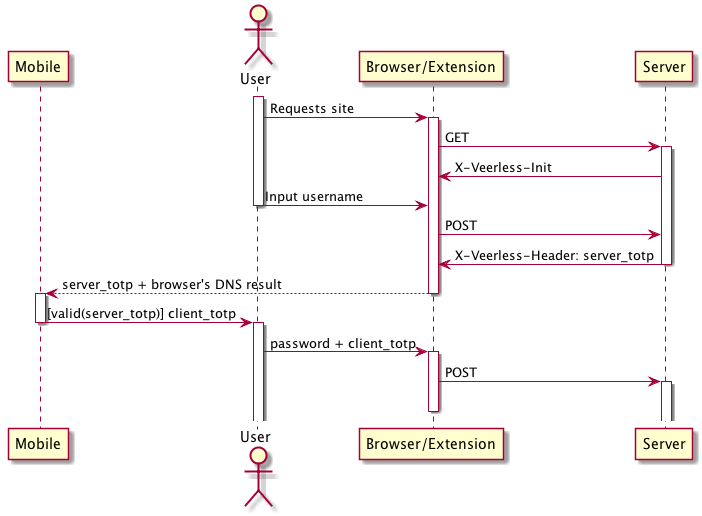 User
Mobile
Browser/Extension
Server
Requests site
GET
X-Veerless-Init
Input username
POST
X-Veerless-Header: server_totp
server_totp + browser's DNS result
[valid(server_totp)] client_totp
password + client_totp
POST
Mobile
User
Browser/Extension
Server